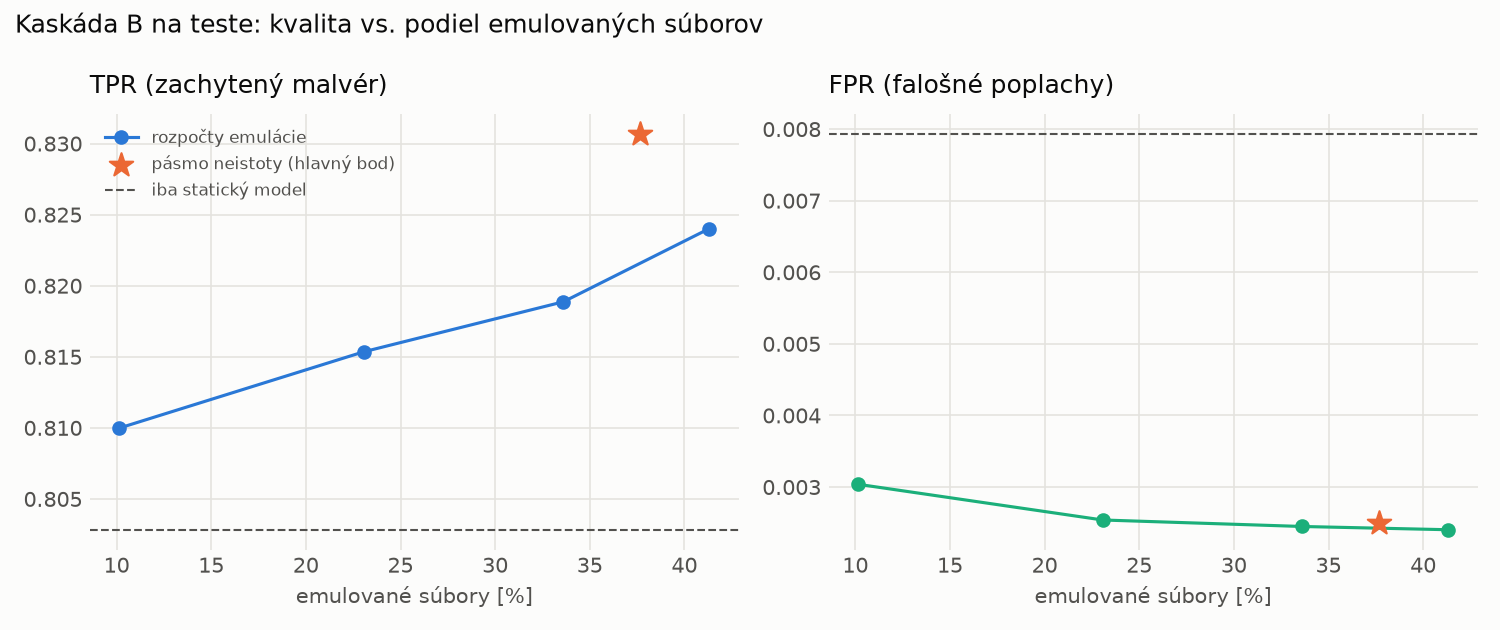 Kaskáda B na teste: kvalita vs. podiel emulovaných súborov
TPR (zachytený malvér)
rozpočty emulácie
pásmo neistoty (hlavný bod)
iba statický model
0.830
0.825
0.820
0.815
0.810
0.805
10 15 20 25 30 35 40
emulované súbory [%]
FPR (falošné poplachy)
0.008
0.007
0.006
0.005
0.004
0.003
10 15 20 25 30 35 40
emulované súbory [%]